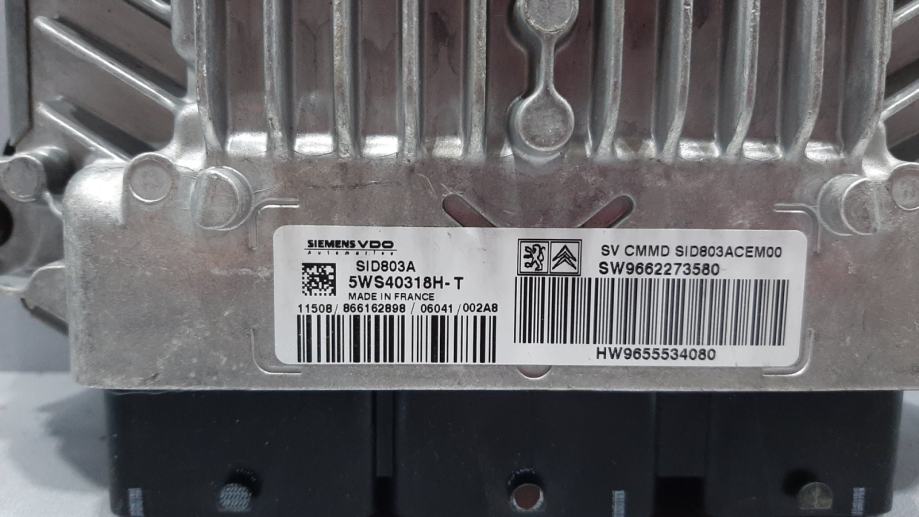 SIEMENS VDO
Automotive
SID803A
5WS40318H-T
MADE IN FRANCE
11508/866162898/06041/002A8
SV CMMD SID803ACEM00
SW9662273580
HW9655534080